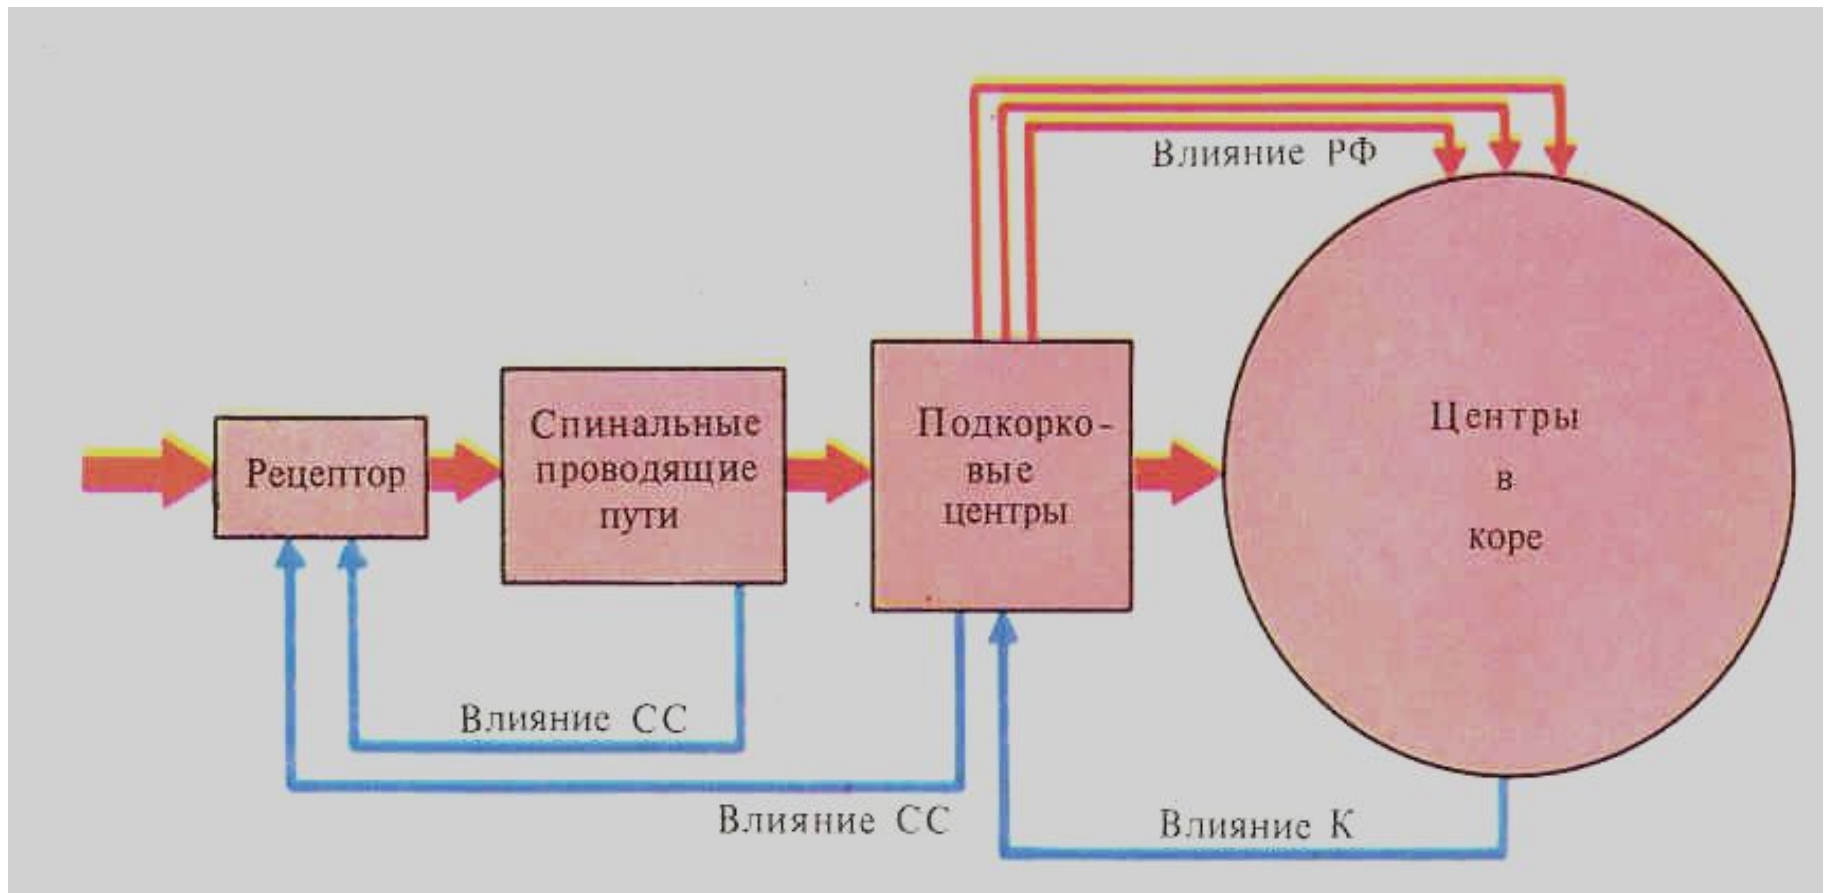 Влияние РФ
Рецептор
Спинальные
проводящие
пути
Подкорко-
вые
центры
Центры
в
коре
Влияние СС
Влияние СС
Влияние К